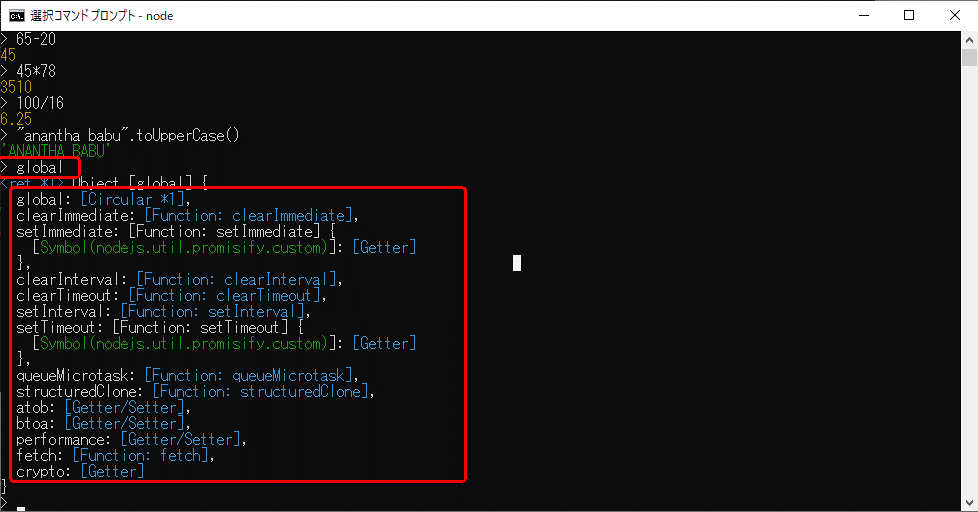 選択コマンド プロンプト - node
> 65-20
45
> 45*78
3510
> 100/16
6.25
> "anantha babu".toUpperCase()
'ANANTHA BABU'
> global
<ref *1> Object [global] {
  global: [Circular *1],
  clearImmediate: [Function: clearImmediate],
  setImmediate: [Function: setImmediate] {
    [Symbol(nodejs.util.promisify.custom)]: [Getter]
  },
  clearInterval: [Function: clearInterval],
  clearTimeout: [Function: clearTimeout],
  setInterval: [Function: setInterval],
  setTimeout: [Function: setTimeout] {
    [Symbol(nodejs.util.promisify.custom)]: [Getter]
  },
  queueMicrotask: [Function: queueMicrotask],
  structuredClone: [Function: structuredClone],
  atob: [Getter/Setter],
  btoa: [Getter/Setter],
  performance: [Getter/Setter],
  fetch: [Function: fetch],
  crypto: [Getter]
}
>